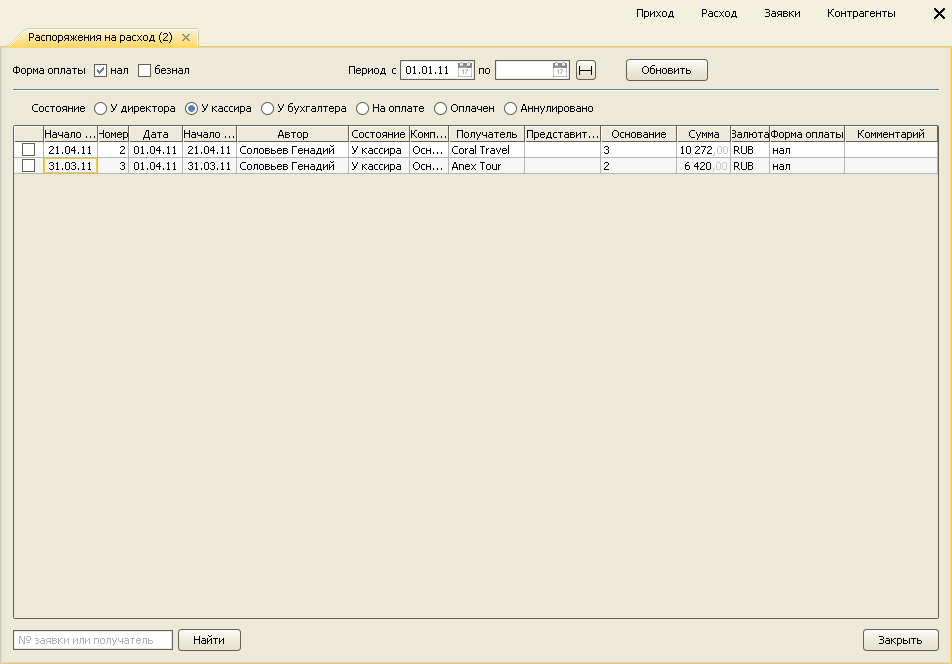 Приход Расход Заявки Контрагенты
Распоряжения на расход (2)
Форма оплаты нал безнал Период с 01.01.11 17 по 17 Обновить
Состояние У директора У кассира У бухгалтера На оплате Оплачен Аннулировано
Начало ... Номер Дата Начало ... Автор Состояние Комп... Получатель Представит... Основание Сумма Валюта Форма оплаты Комментарий
21.04.11 2 01.04.11 21.04.11 Соловьев Генадий У кассира Осн... Coral Travel 3 10 272,00 RUB нал
31.03.11 3 01.04.11 31.03.11 Соловьев Генадий У кассира Осн... Anex Tour 2 6 420,00 RUB нал
№ заявки или получатель Найти Закрыть